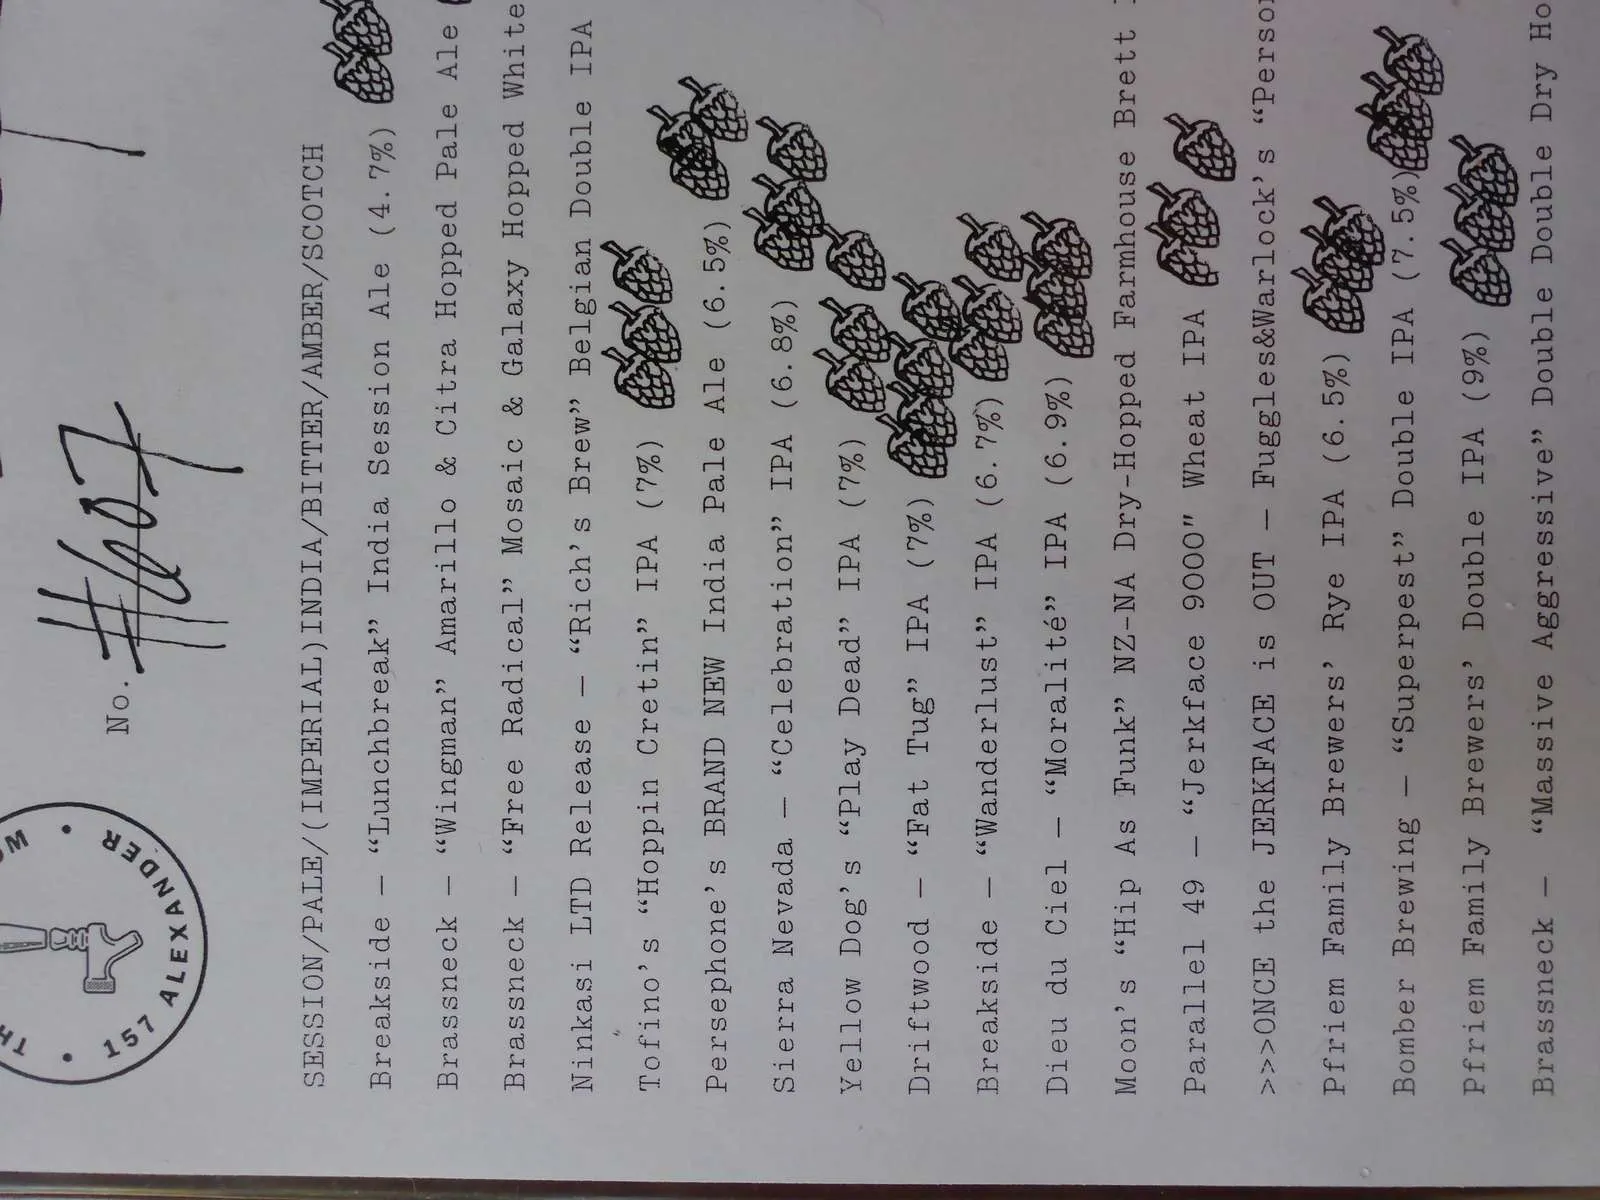 157 ALEXANDER
No. #607
SESSION/PALE/(IMPERIAL)INDIA/BITTER/AMBER/SCOTCH
Breakside — “Lunchbreak” India Session Ale (4.7%)
Brassneck — “Wingman” Amarillo & Citra Hopped Pale Ale
Brassneck — “Free Radical” Mosaic & Galaxy Hopped White
Ninkasi LTD Release — “Rich’s Brew” Belgian Double IPA
Tofino’s “Hoppin Cretin” IPA (7%)
Persephone’s BRAND NEW India Pale Ale (6.5%)
Sierra Nevada — “Celebration” IPA (6.8%)
Yellow Dog’s “Play Dead” IPA (7%)
Driftwood — “Fat Tug” IPA (7%)
Breakside — “Wanderlust” IPA (6.7%)
Dieu du Ciel — “Moralité” IPA (6.9%)
Moon’s “Hip As Funk” NZ-NA Dry-Hopped Farmhouse Brett
Parallel 49 — “Jerkface 9000" Wheat IPA
>>>ONCE the JERKFACE is OUT — Fuggles&Warlock’s
Pfriem Family Brewers’ Rye IPA (6.5%)
Bomber Brewing — “Superpest” Double IPA (7.5%)
Pfriem Family Brewers’ Double IPA (9%)
Brassneck — “Massive Aggressive” Double Double Dry